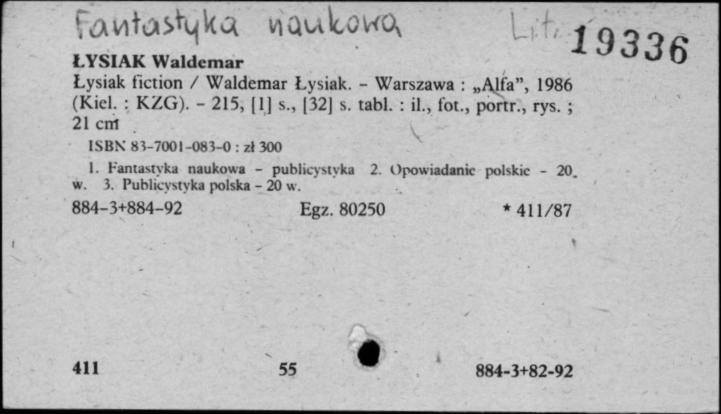 Fantastyka naukowa Lit. 19336
ŁYSIAK Waldemar
Łysiak fiction / Waldemar Łysiak. – Warszawa : „Alfa”, 1986
(Kiel. : KZG). – 215, [1] s., [32] s. tabl. : il., fot., portr., rys. ;
21 cm
ISBN 83-7001-083-0 : zł 300
1. Fantastyka naukowa – publicystyka 2. Opowiadanie polskie – 20
w. 3. Publicystyka polska – 20 w.
884-3+884-92 Egz. 80250 * 411/87
411 55 884-3+82-92